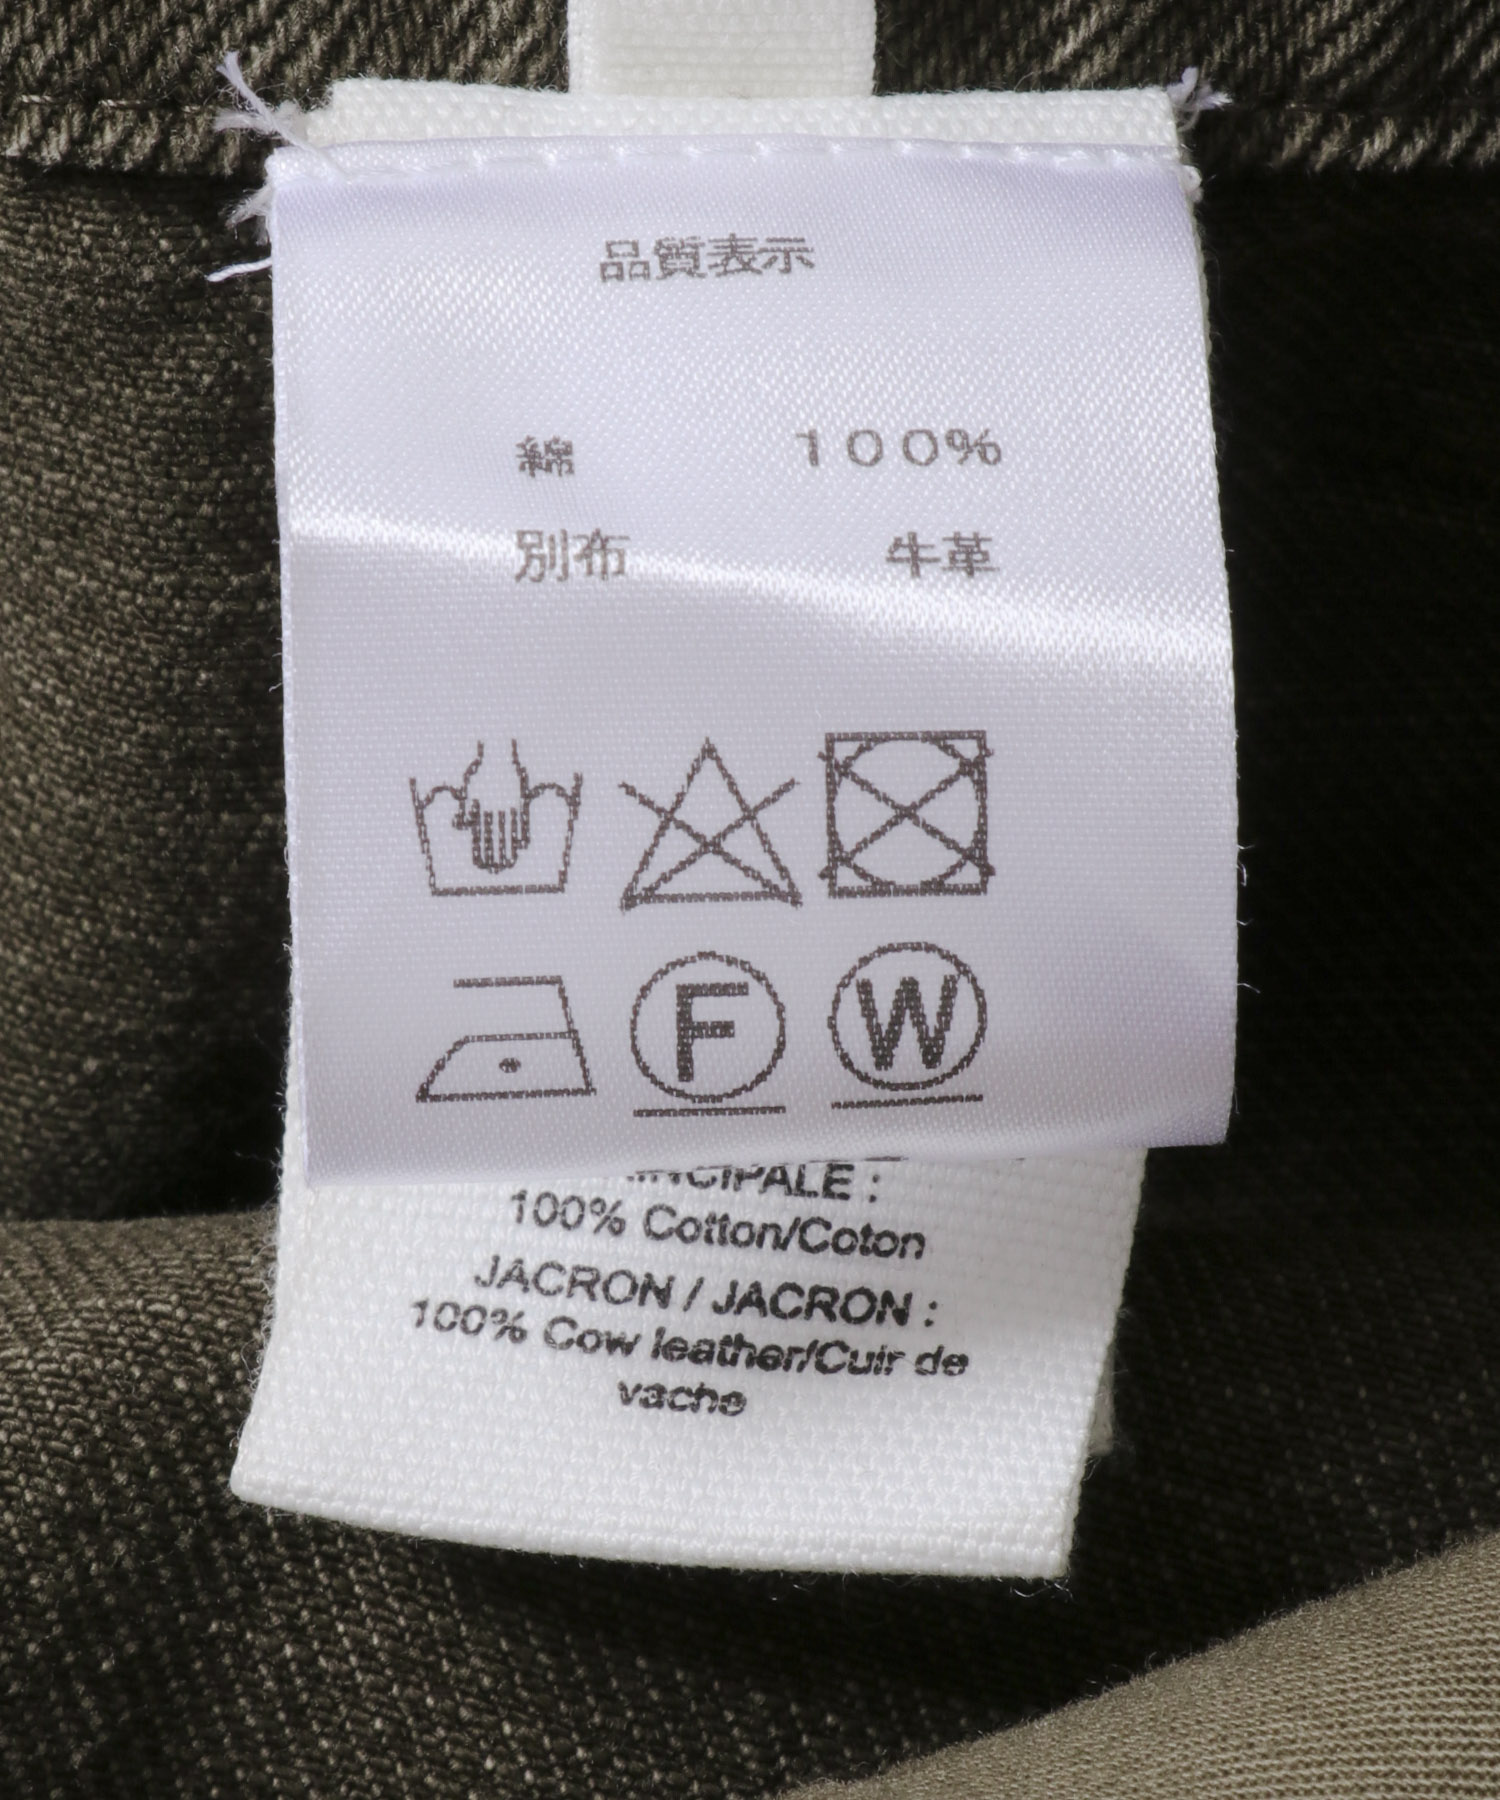 品質表示
綿 100%
別布 牛革
F W
100% Cotton/Coton
JACRON / JACRON :
100% Cow leather/Cuir de
vache